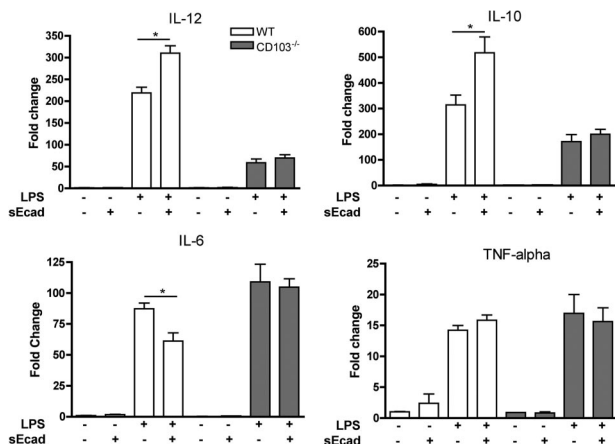 IL-12
*
WT
CD103-/-
Fold change
350
300
250
200
150
100
50
0
LPS - - + + - - + +
sEcad - + - + - + - +
IL-10
*
Fold change
600
500
400
300
200
100
0
- - + + - - + +
- + - + - + - +
IL-6
*
Fold Change
125
100
75
50
25
0
LPS - - + + - - + +
sEcad - + - + - + - +
TNF-alpha
Fold Change
25
20
15
10
5
0
LPS - - + + - - + +
sEcad - + - + - + - +